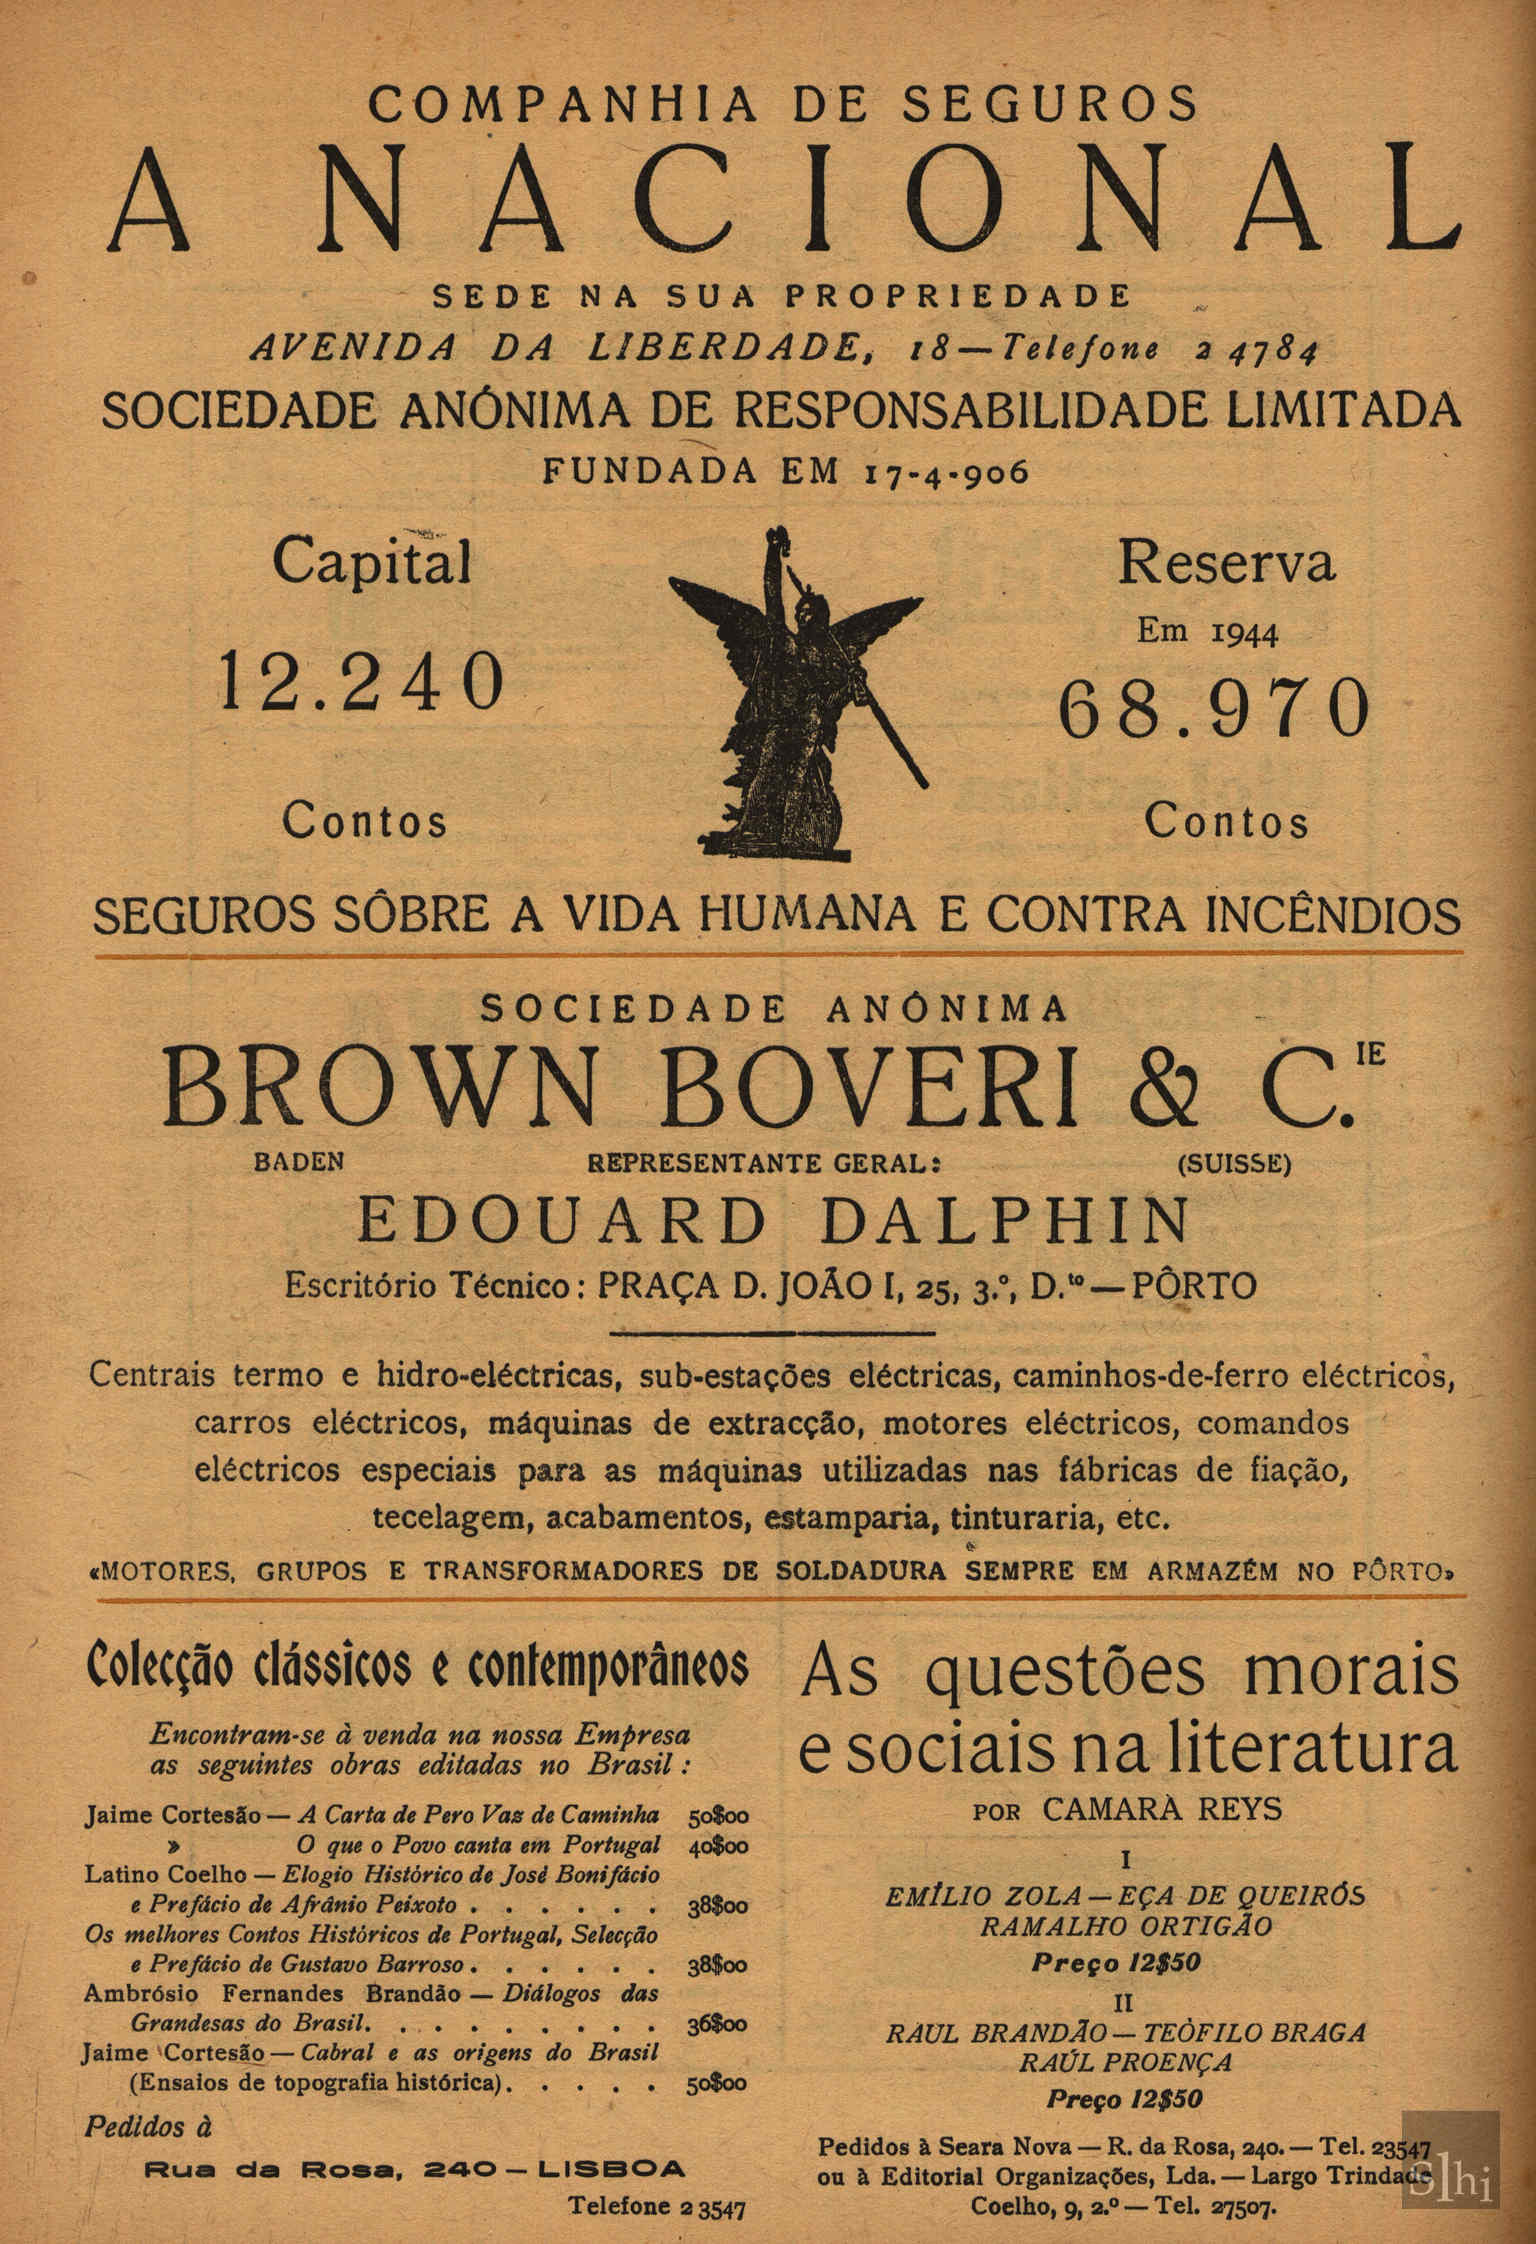 COMPANHIA DE SEGUROS
A NACIONAL
SEDE NA SUA PROPRIEDADE
AVENIDA DA LIBERDADE, 18—Telefone 2 4784
SOCIEDADE ANÓNIMA DE RESPONSABILIDADE LIMITADA
FUNDADA EM 17-4-906
Capital
12.240
Contos
Reserva
Em 1944
68.970
Contos
SEGUROS SÔBRE A VIDA HUMANA E CONTRA INCÊNDIOS
SOCIEDADE ANÓNIMA
BROWN BOVERI & C.IE
BADEN REPRESENTANTE GERAL: (SUISSE)
EDOUARD DALPHIN
Escritório Técnico: PRAÇA D. JOÃO I, 25, 3.º, D.to—PÔRTO
Centrais termo e hidro-eléctricas, sub-estações eléctricas, caminhos-de-ferro eléctricos,
carros eléctricos, máquinas de extracção, motores eléctricos, comandos
eléctricos especiais para as máquinas utilizadas nas fábricas de fiação,
tecelagem, acabamentos, estamparia, tinturaria, etc.
«MOTORES, GRUPOS E TRANSFORMADORES DE SOLDADURA SEMPRE EM ARMAZÉM NO PÔRTO»
Colecção clássicos e contemporâneos
Encontram-se à venda na nossa Empresa
as seguintes obras editadas no Brasil:
Jaime Cortesão — A Carta de Pero Vaz de Caminha 50$00
» O que o Povo canta em Portugal 40$00
Latino Coelho — Elogio Histórico de José Bonifácio
e Prefácio de Afrânio Peixoto . . . . . . 38$00
Os melhores Contos Históricos de Portugal, Selecção
e Prefácio de Gustavo Barroso . . . . . . 38$00
Ambrósio Fernandes Brandão — Diálogos das
Grandesas do Brasil. . . . . . . . . 36$00
Jaime Cortesão — Cabral e as origens do Brasil
(Ensaios de topografia histórica). . . . . 50$00
Pedidos à
Rua da Rosa, 240 — LISBOA
Telefone 2 3547
As questões morais
e sociais na literatura
POR CAMARA REYS
I
EMÍLIO ZOLA — EÇA DE QUEIRÓS
RAMALHO ORTIGÃO
Preço 12$50
II
RAUL BRANDÃO — TEÓFILO BRAGA
RAÚL PROENÇA
Preço 12$50
Pedidos à Seara Nova — R. da Rosa, 240. — Tel. 23547
ou à Editorial Organizações, Lda. — Largo Trindade
Coelho, 9, 2.º — Tel. 27507.
slhi